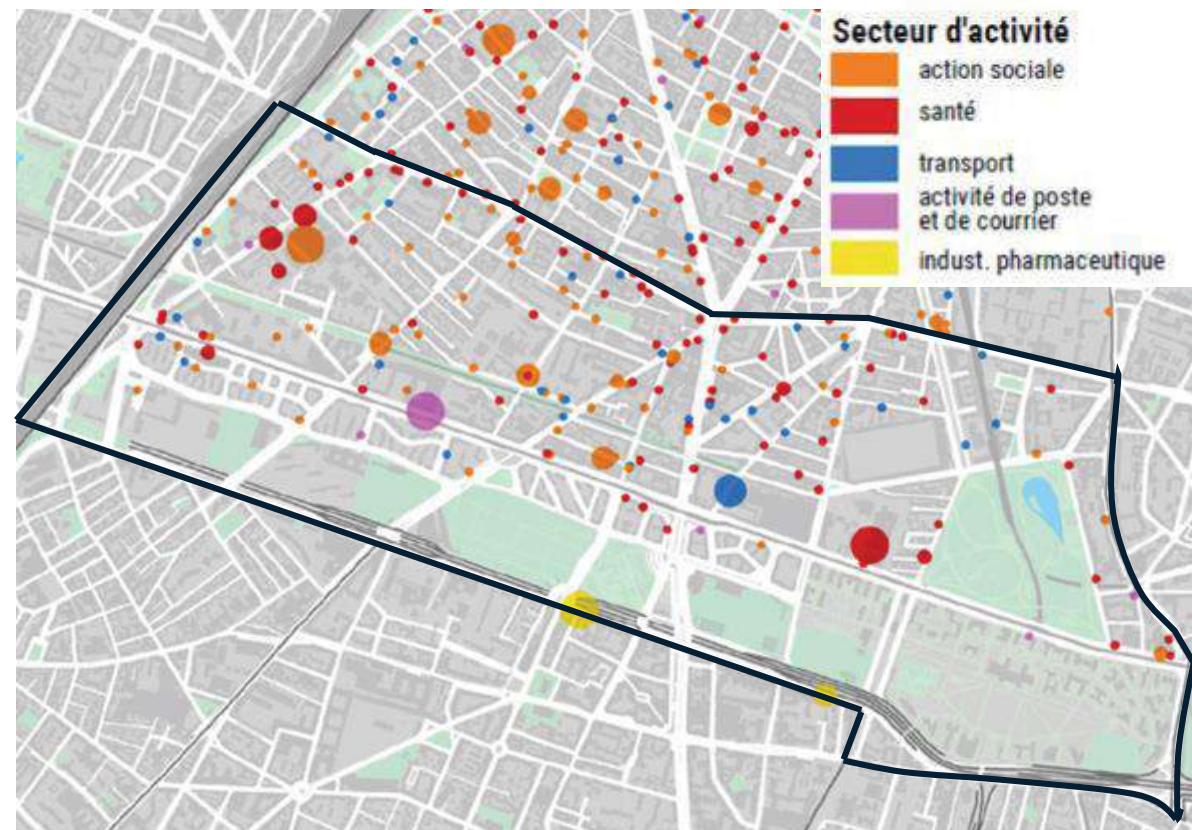 Secteur d'activité
action sociale
santé
transport
activité de poste
et de courrier
indust. pharmaceutique